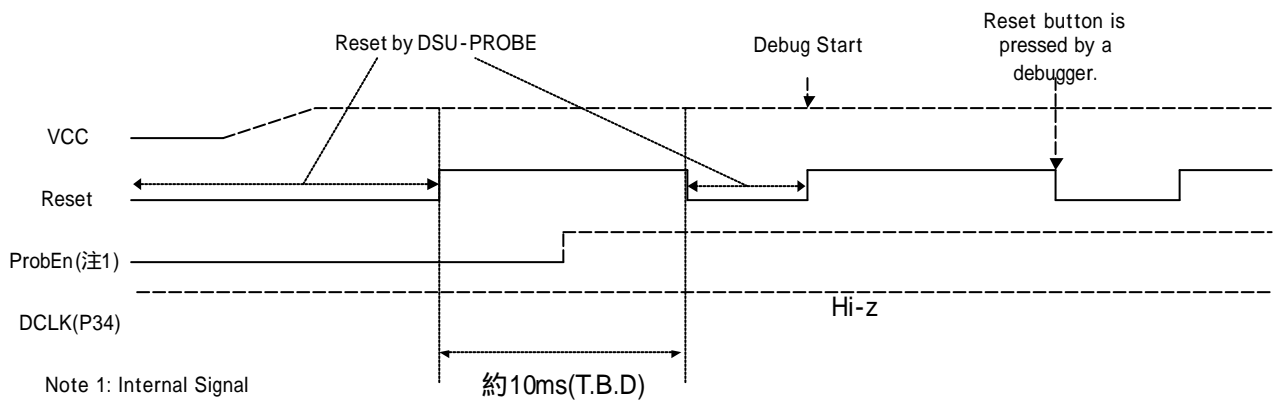 Reset by DSU-PROBE
Debug Start
Reset button is
pressed by a
debugger.
VCC
Reset
ProbEn(注1)
DCLK(P34)
Hi-z
Note 1: Internal Signal
約10ms(T.B.D)